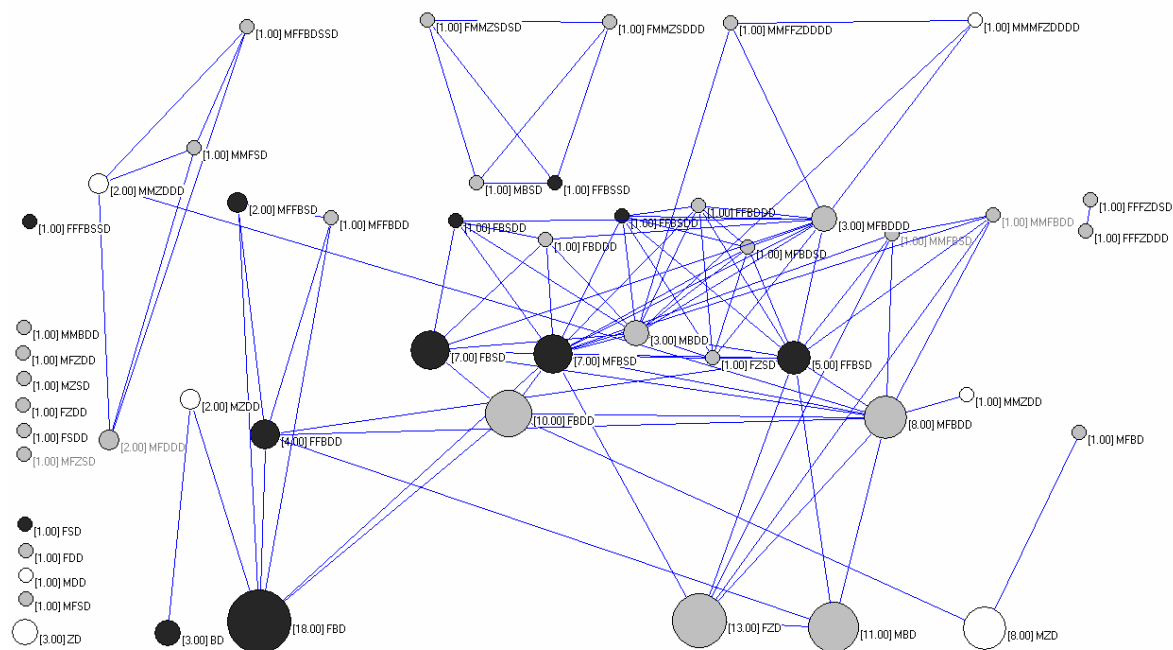 [1.00] MFFBDSSD
[1.00] FMMZSDSD
[1.00] FMMZSDDD
[1.00] MMFFZDDDD
[1.00] MMMFZDDDD
[1.00] MMFSD
[2.00] MMZDDD
[1.00] MBSD
[1.00] FFBSSD
[1.00] FFFBSSD
[2.00] MFFBSD
[1.00] MFFBDD
[1.00] FBSDD
[1.00] FFBSDD
[1.00] FFBDDD
[3.00] MFBDDD
[1.00] MMFBDD
[1.00] FFFZDSD
[1.00] FBDDD
[1.00] MFBDSD
[1.00] MMFBSD
[1.00] FFFZDDD
[1.00] MMBDD
[1.00] MFZDD
[1.00] MZSD
[1.00] FZDD
[1.00] FSDD
[1.00] MFZSD
[7.00] FBSD
[7.00] MFBSD
[3.00] MBDD
[1.00] FZSD
[5.00] FFBSD
[2.00] MZDD
[10.00] FBDD
[8.00] MFBDD
[1.00] MMZDD
[2.00] MFDDD
[4.00] FFBDD
[1.00] MFBD
[1.00] FSD
[1.00] FDD
[1.00] MDD
[1.00] MFSD
[3.00] ZD
[3.00] BD
[18.00] FBD
[13.00] FZD
[11.00] MBD
[8.00] MZD